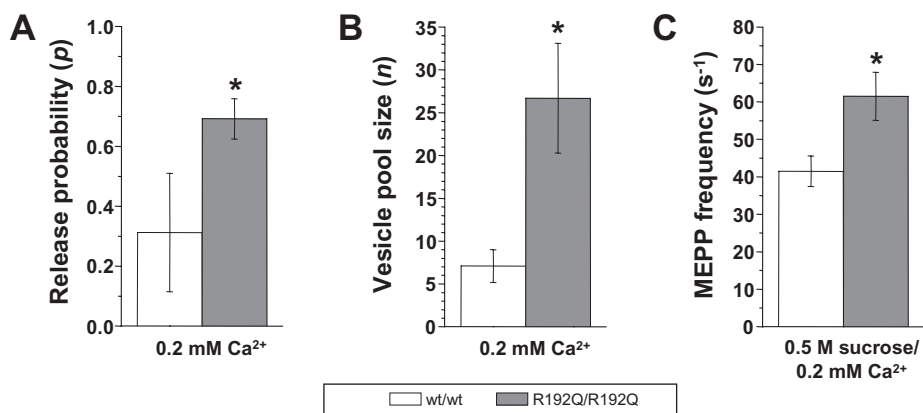 A
Release probability (p)
1.0
0.8
0.6
0.4
0.2
0.0
*
0.2 mM Ca²⁺
B
Vesicle pool size (n)
35
30
25
20
15
10
5
0
*
0.2 mM Ca²⁺
C
MEPP frequency (s⁻¹)
80
70
60
50
40
30
20
10
0
*
0.5 M sucrose/
0.2 mM Ca²⁺
wt/wt
R192Q/R192Q